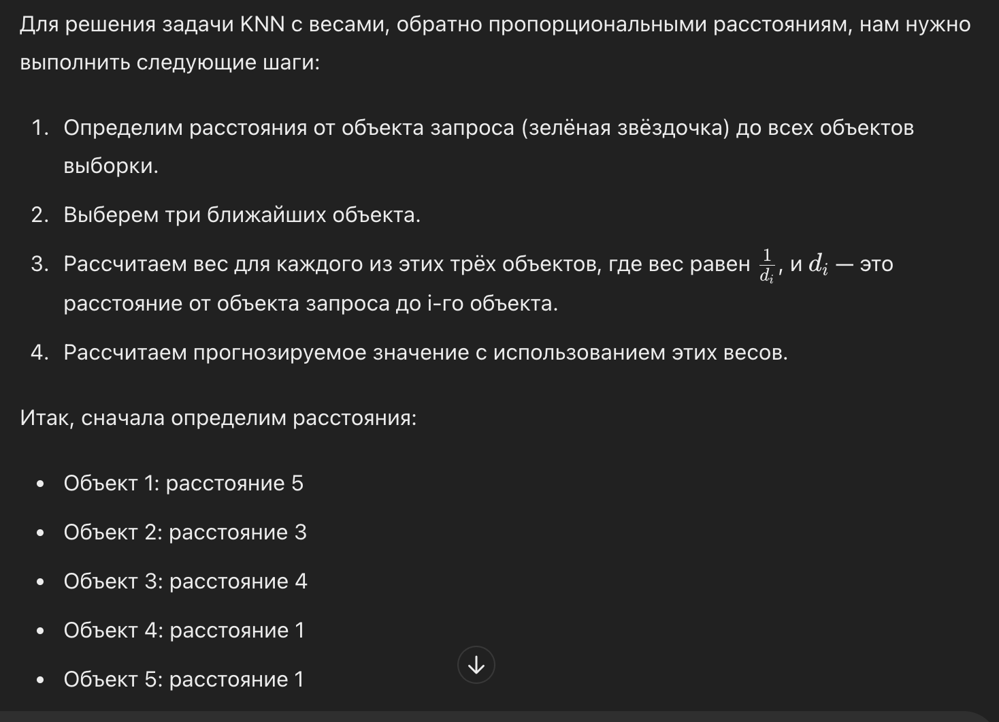 Для решения задачи KNN с весами, обратно пропорциональными расстояниям, нам нужно
выполнить следующие шаги:
1. Определим расстояния от объекта запроса (зелёная звёздочка) до всех объектов
выборки.
2. Выберем три ближайших объекта.
3. Рассчитаем вес для каждого из этих трёх объектов, где вес равен 1/dᵢ, и dᵢ — это
расстояние от объекта запроса до i-го объекта.
4. Рассчитаем прогнозируемое значение с использованием этих весов.
Итак, сначала определим расстояния:
• Объект 1: расстояние 5
• Объект 2: расстояние 3
• Объект 3: расстояние 4
• Объект 4: расстояние 1
• Объект 5: расстояние 1